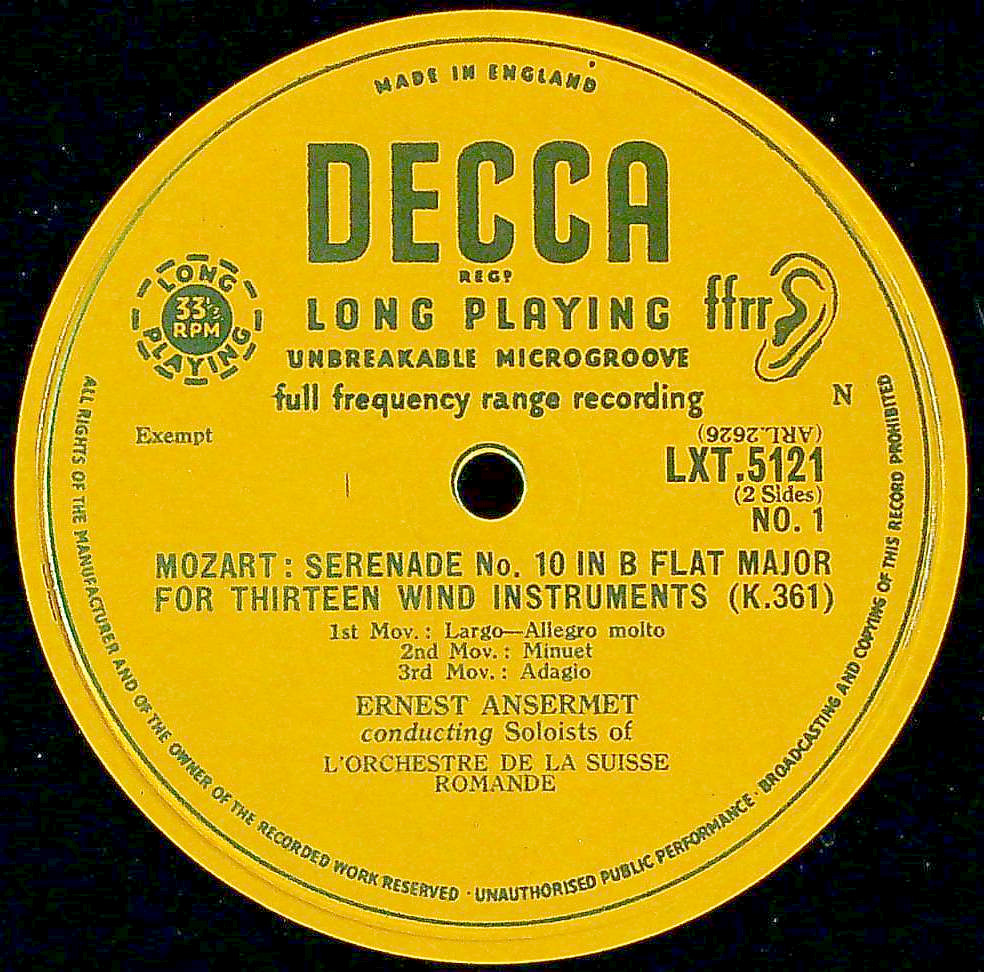 MADE IN ENGLAND
DECCA
REGD
LONG PLAYING
33⅓ RPM
LONG PLAYING
ffrr
UNBREAKABLE MICROGROOVE
full frequency range recording
N
Exempt
(ARL.2626)
LXT.5121
(2 Sides)
NO. 1
MOZART : SERENADE No. 10 IN B FLAT MAJOR
FOR THIRTEEN WIND INSTRUMENTS (K.361)
1st Mov. : Largo—Allegro molto
2nd Mov. : Minuet
3rd Mov. : Adagio
ERNEST ANSERMET
conducting Soloists of
L'ORCHESTRE DE LA SUISSE
ROMANDE
ALL RIGHTS OF THE MANUFACTURER AND OF THE OWNER OF THE RECORDED WORK RESERVED · UNAUTHORISED PUBLIC PERFORMANCE · BROADCASTING AND COPYING OF THIS RECORD PROHIBITED